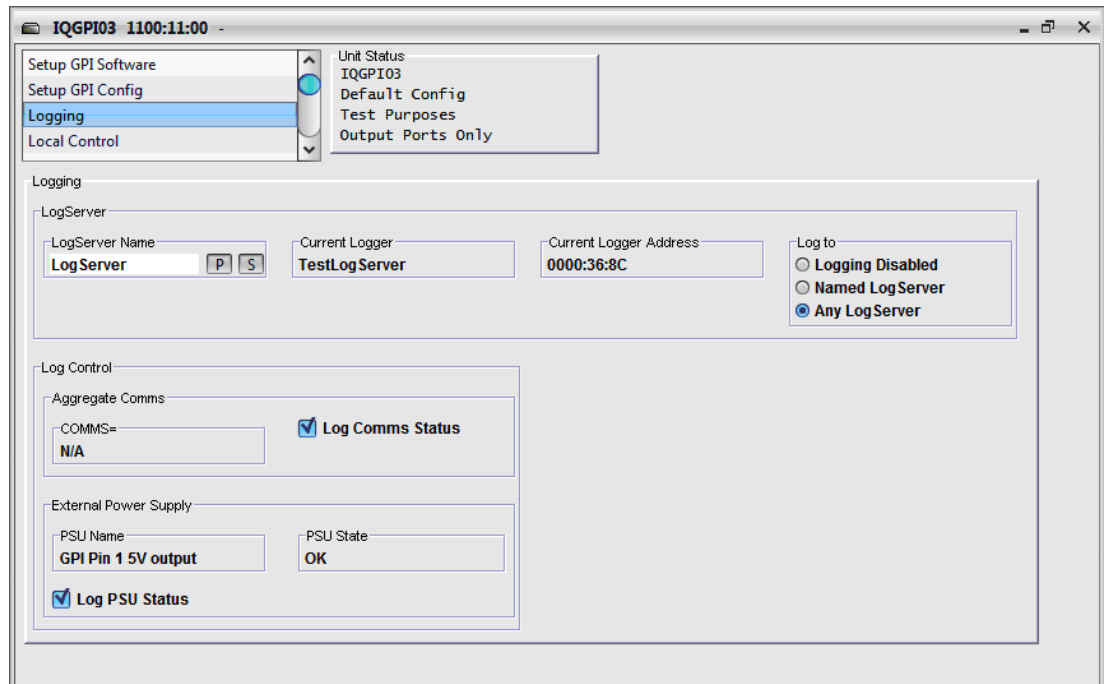 IQGPI03 1100:11:00 -
Setup GPI Software
Setup GPI Config
Logging
Local Control
Unit Status
IQGPI03
Default Config
Test Purposes
Output Ports Only
Logging
LogServer
LogServer Name
LogServer P S
Current Logger
TestLogServer
Current Logger Address
0000:36:8C
Log to
Logging Disabled
Named LogServer
Any LogServer
Log Control
Aggregate Comms
COMMS=
N/A
Log Comms Status
External Power Supply
PSU Name
GPI Pin 1 5V output
PSU State
OK
Log PSU Status